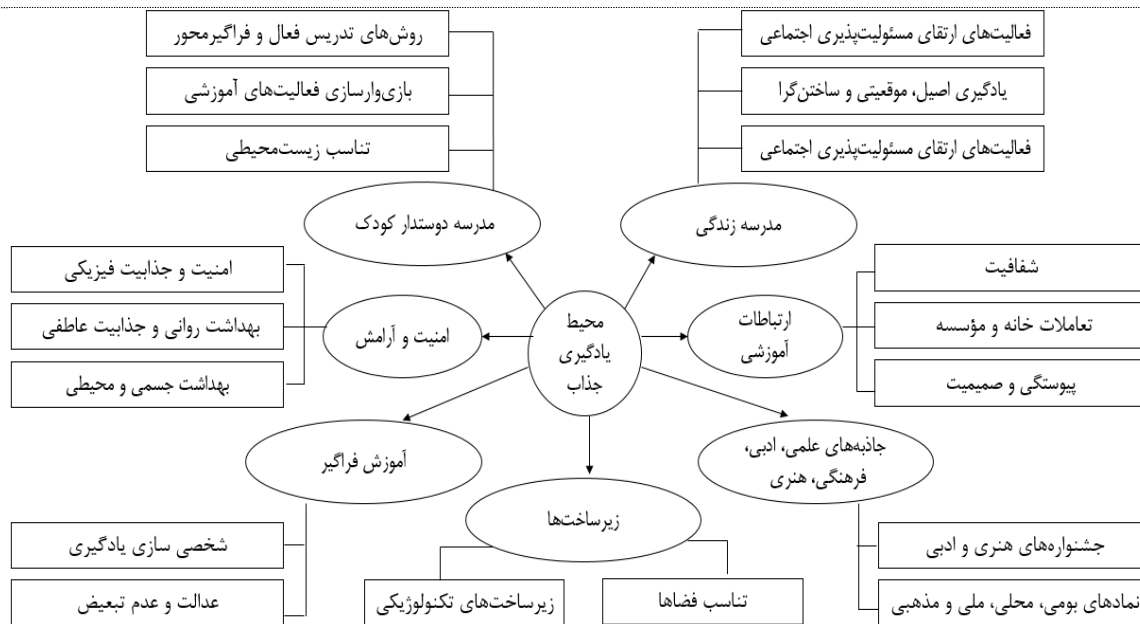 فعالیت‌های ارتقای مسئولیت‌پذیری اجتماعی
یادگیری اصیل، موقعیتی و ساختن‌گرا
فعالیت‌های ارتقای مسئولیت‌پذیری اجتماعی
مدرسه زندگی
روش‌های تدریس فعال و فراگیرمحور
بازی‌وارسازی فعالیت‌های آموزشی
تناسب زیست‌محیطی
مدرسه دوستدار کودک
شفافیت
تعاملات خانه و مؤسسه
پیوستگی و صمیمیت
ارتباطات
آموزشی
محیط
یادگیری
جذاب
امنیت و آرامش
امنیت و جذابیت فیزیکی
بهداشت روانی و جذابیت عاطفی
بهداشت جسمی و محیطی
جاذبه‌های علمی، ادبی،
فرهنگی، هنری
جشنواره‌های هنری و ادبی
نمادهای بومی، محلی، ملی و مذهبی
زیرساخت‌ها
تناسب فضاها
زیرساخت‌های تکنولوژیکی
آموزش فراگیر
شخصی سازی یادگیری
عدالت و عدم تبعیض